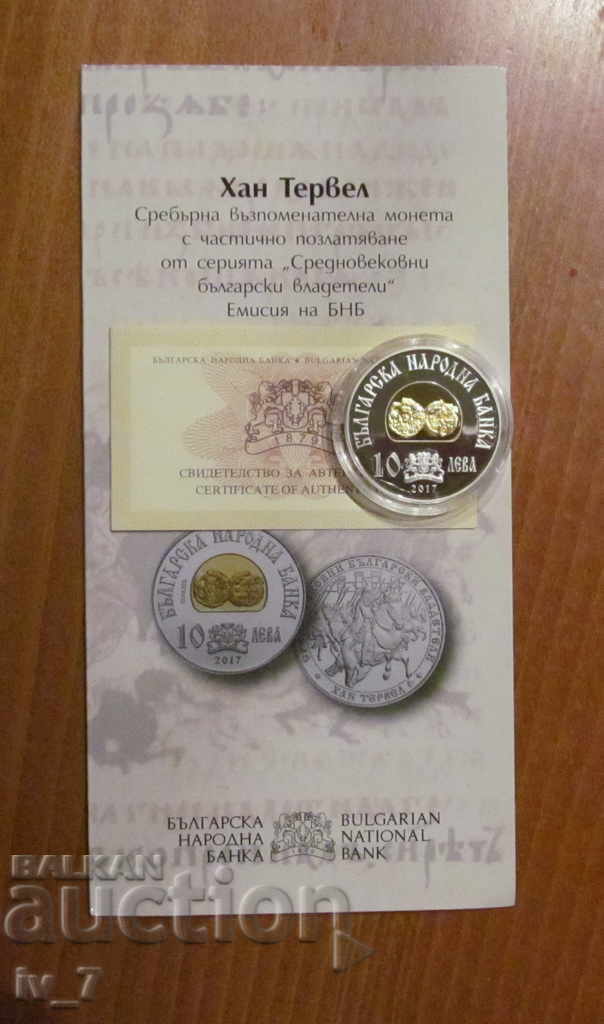 Хан Тервел
Сребърна възпоменателна монета
с частично позлатяване
от серията „Средновековни
български владетели“
Емисия на БНБ
БЪЛГАРСКА НАРОДНА БАНКА • BULGARIAN
1879
СВИДЕТЕЛСТВО ЗА
CERTIFICATE OF
БЪЛГАРСКА НАРОДНА БАНКА
10 ЛЕВА
2017
БЪЛГАРСКА НАРОДНА БАНКА
10 ЛЕВА
2017
БЪЛГАРСКИ ВЛАДЕТЕЛИ
ХАН ТЕРВЕЛ
БЪЛГАРСКА
НАРОДНА
БАНКА
BULGARIAN
NATIONAL
BANK
BALKAN
auction
iv_7